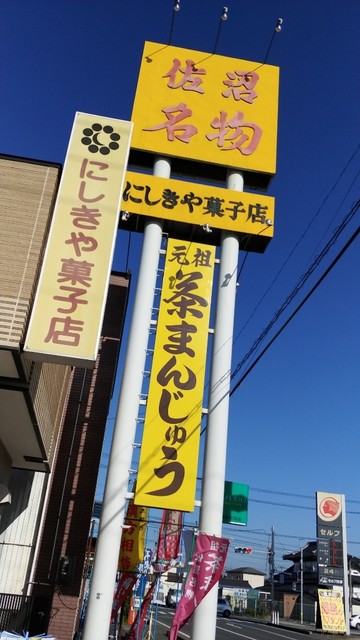 佐沼
名物
にしきや菓子店
元祖
茶まんじゅう
にしきや菓子店
セルフ
24